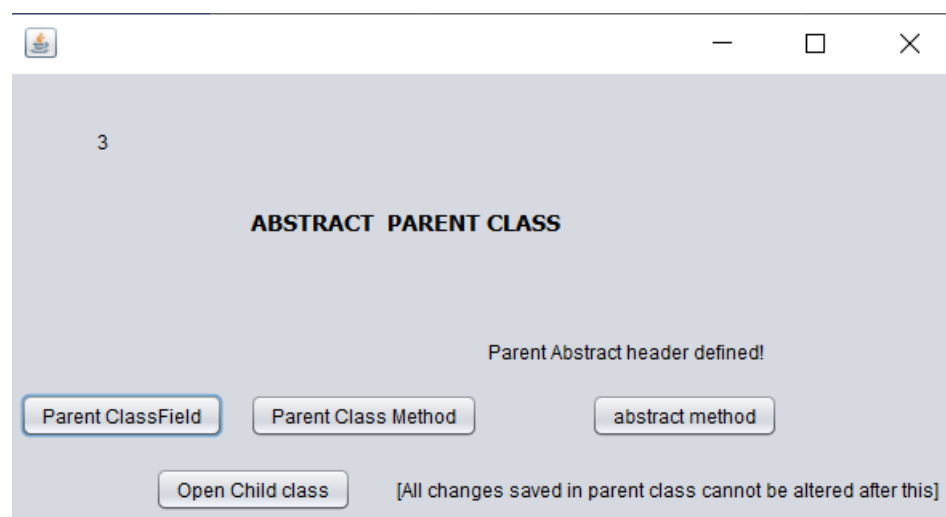 3
ABSTRACT  PARENT CLASS
Parent Abstract header defined!
Parent ClassField Parent Class Method abstract method
Open Child class [All changes saved in parent class cannot be altered after this]